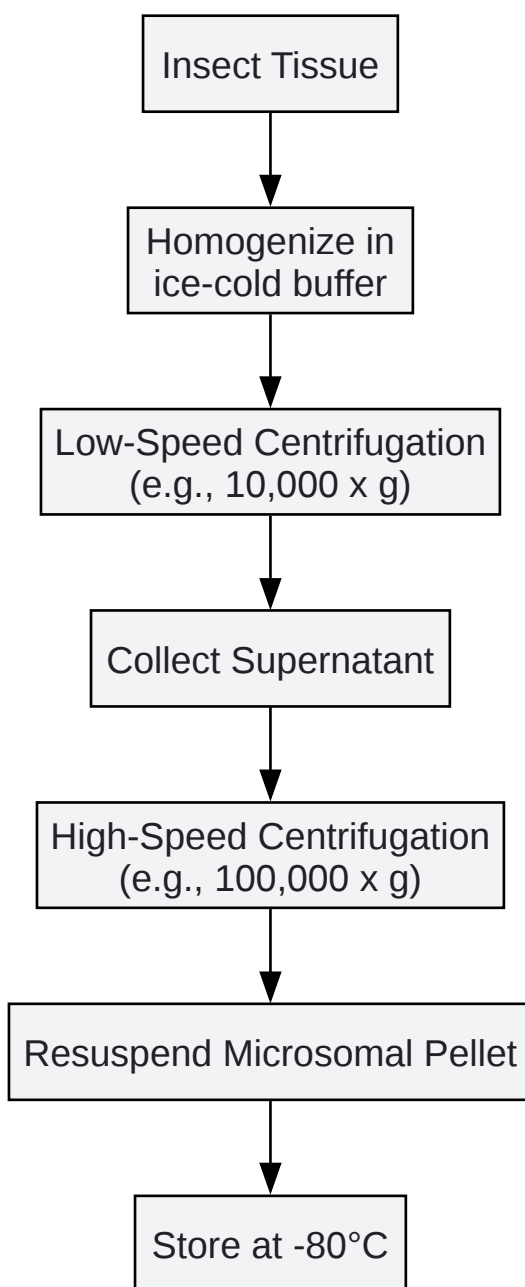 Insect Tissue
Homogenize in
ice-cold buffer
Low-Speed Centrifugation
(e.g., 10,000 x g)
Collect Supernatant
High-Speed Centrifugation
(e.g., 100,000 x g)
Resuspend Microsomal Pellet
Store at -80°C